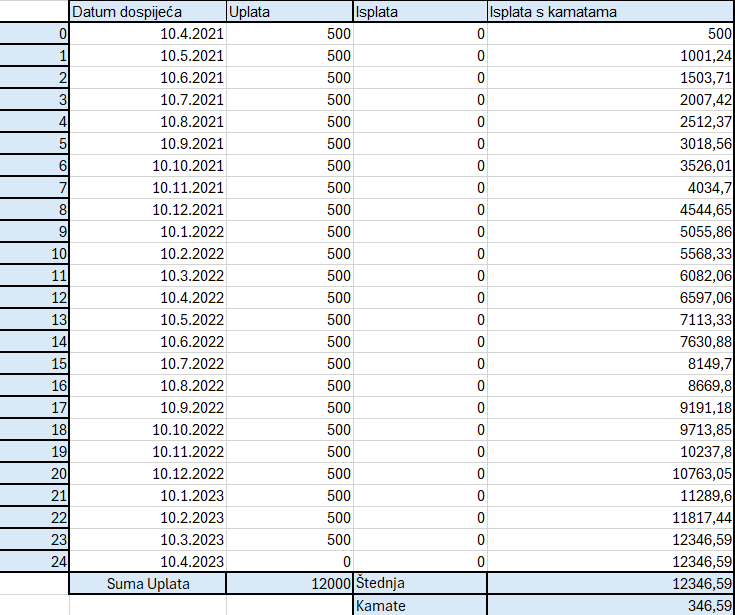 Datum dospijeća Uplata Isplata Isplata s kamatama
0 10.4.2021 500 0 500
1 10.5.2021 500 0 1001,24
2 10.6.2021 500 0 1503,71
3 10.7.2021 500 0 2007,42
4 10.8.2021 500 0 2512,37
5 10.9.2021 500 0 3018,56
6 10.10.2021 500 0 3526,01
7 10.11.2021 500 0 4034,7
8 10.12.2021 500 0 4544,65
9 10.1.2022 500 0 5055,86
10 10.2.2022 500 0 5568,33
11 10.3.2022 500 0 6082,06
12 10.4.2022 500 0 6597,06
13 10.5.2022 500 0 7113,33
14 10.6.2022 500 0 7630,88
15 10.7.2022 500 0 8149,7
16 10.8.2022 500 0 8669,8
17 10.9.2022 500 0 9191,18
18 10.10.2022 500 0 9713,85
19 10.11.2022 500 0 10237,8
20 10.12.2022 500 0 10763,05
21 10.1.2023 500 0 11289,6
22 10.2.2023 500 0 11817,44
23 10.3.2023 500 0 12346,59
24 10.4.2023 0 0 12346,59
Suma Uplata 12000 Štednja 12346,59
Kamate 346,59